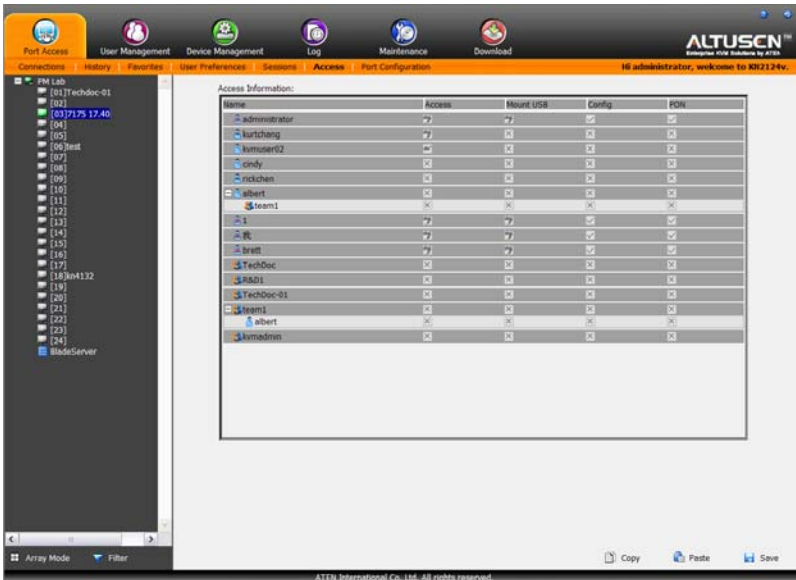 ALTUSCN™
Enterprise KVM Solutions by ATEN
Port Access
User Management
Device Management
Log
Maintenance
Download
Connections
History
Favorites
User Preferences
Sessions
Access
Port Configuration
Hi administrator, welcome to KN2124v.
PM Lab
[01]Techdoc-01
[02]
[03]7175 17.40
[04]
[05]
[06]test
[07]
[08]
[09]
[10]
[11]
[12]
[13]
[14]
[15]
[16]
[17]
[18]kn4132
[19]
[20]
[21]
[22]
[23]
[24]
BladeServer
Array Mode
Filter
Access Information:
Name Access Mount USB Config PON
administrator
kurtchang
kvmuser02
cindy
rickchen
albert
team1
1
我
brett
TechDoc
R&D1
TechDoc-01
team1
albert
kvmadmin
Copy
Paste
Save
ATEN International Co. Ltd. All rights reserved.